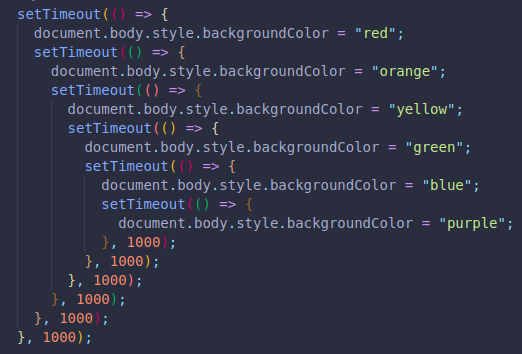 setTimeout(() => {
  document.body.style.backgroundColor = "red";
  setTimeout(() => {
    document.body.style.backgroundColor = "orange";
    setTimeout(() => {
      document.body.style.backgroundColor = "yellow";
      setTimeout(() => {
        document.body.style.backgroundColor = "green";
        setTimeout(() => {
          document.body.style.backgroundColor = "blue";
          setTimeout(() => {
            document.body.style.backgroundColor = "purple";
          }, 1000);
        }, 1000);
      }, 1000);
    }, 1000);
  }, 1000);
}, 1000);